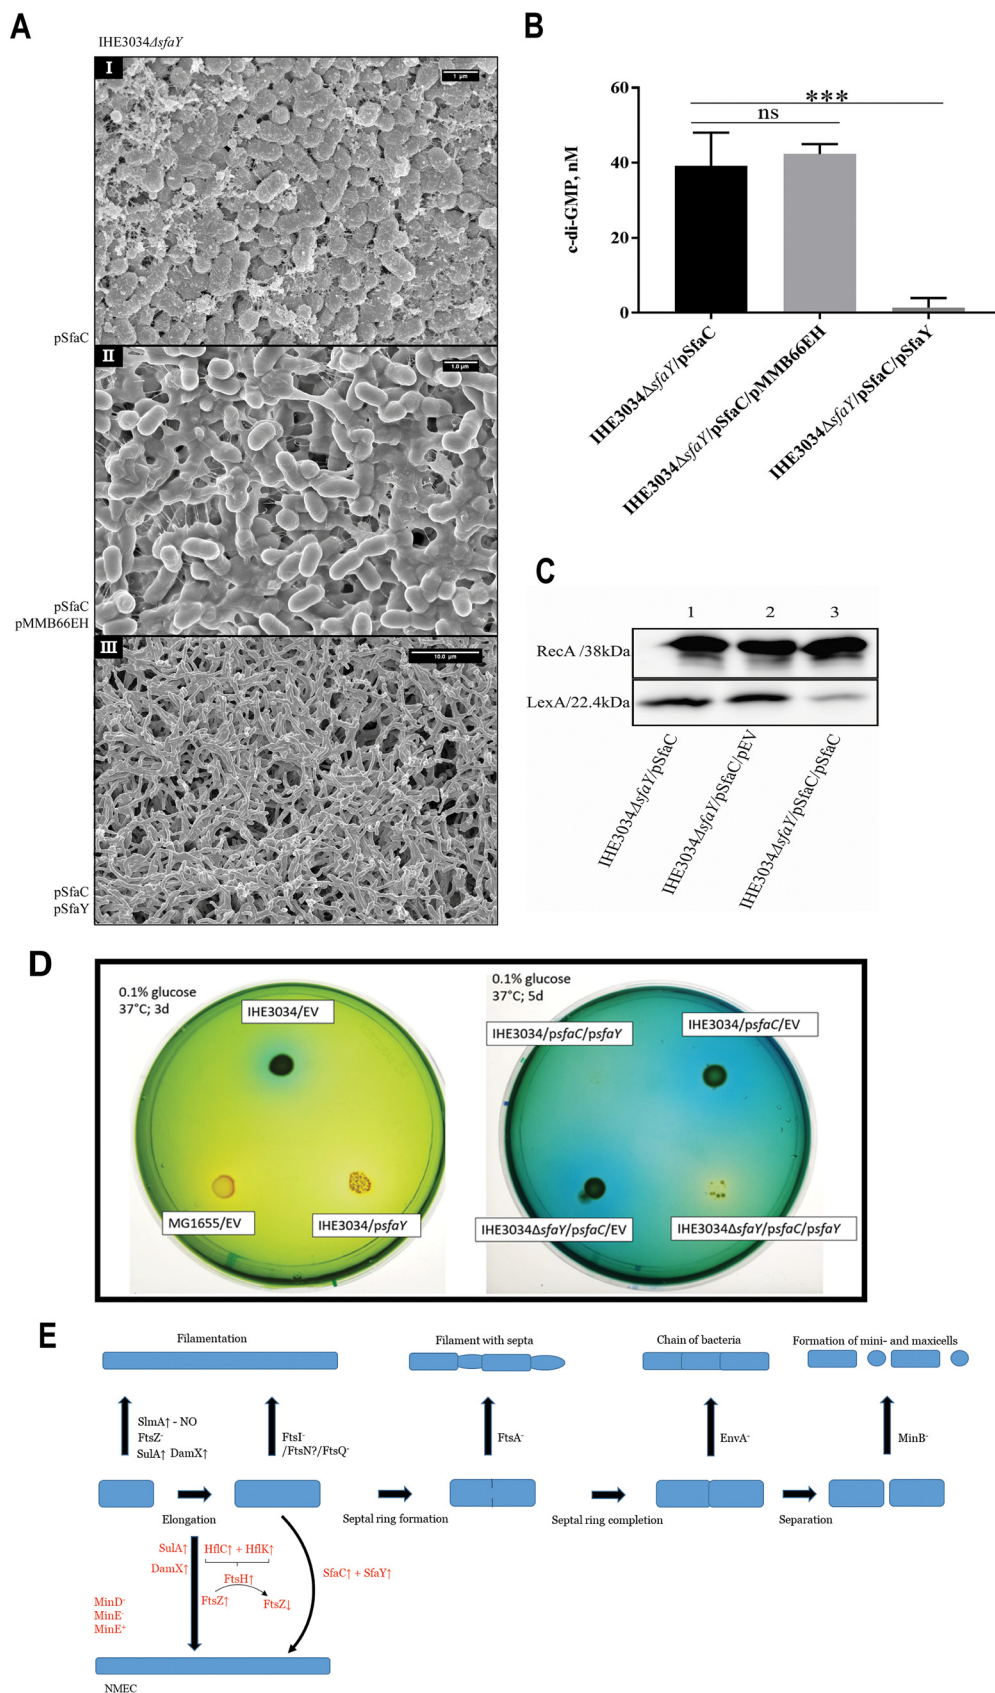 A
IHE3034ΔsfaY
I
1 µm
pSfaC
II
1.0 µm
pSfaC
pMMB66EH
III
10.0 µm
pSfaC
pSfaY
B
60
40
20
0
c-di-GMP, nM
***
ns
IHE3034ΔsfaY/pSfaC
IHE3034ΔsfaY/pSfaC/pMMB66EH
IHE3034ΔsfaY/pSfaC/pSfaY
C
1 2 3
RecA /38kDa
LexA/22.4kDa
IHE3034ΔsfaY/pSfaC
IHE3034ΔsfaY/pSfaC/pEV
IHE3034ΔsfaY/pSfaC/pSfaC
D
0.1% glucose
37°C; 3d
IHE3034/EV
MG1655/EV
IHE3034/psfaY
0.1% glucose
37°C; 5d
IHE3034/psfaC/psfaY
IHE3034/psfaC/EV
IHE3034ΔsfaY/psfaC/EV
IHE3034ΔsfaY/psfaC/psfaY
E
Filamentation
Filament with septa
Chain of bacteria
Formation of mini- and maxicells
SlmA↑ - NO
FtsZ⁻
SulA↑ DamX↑
FtsI⁻
/FtsN?/FtsQ⁻
FtsA⁻
EnvA⁻
MinB⁻
Elongation
Septal ring formation
Septal ring completion
Separation
SulA↑
DamX↑
HflC↑ + HflK↑
FtsH↑
FtsZ↑
FtsZ↓
SfaC↑ + SfaY↑
MinD⁻
MinE⁻
MinE⁺
NMEC